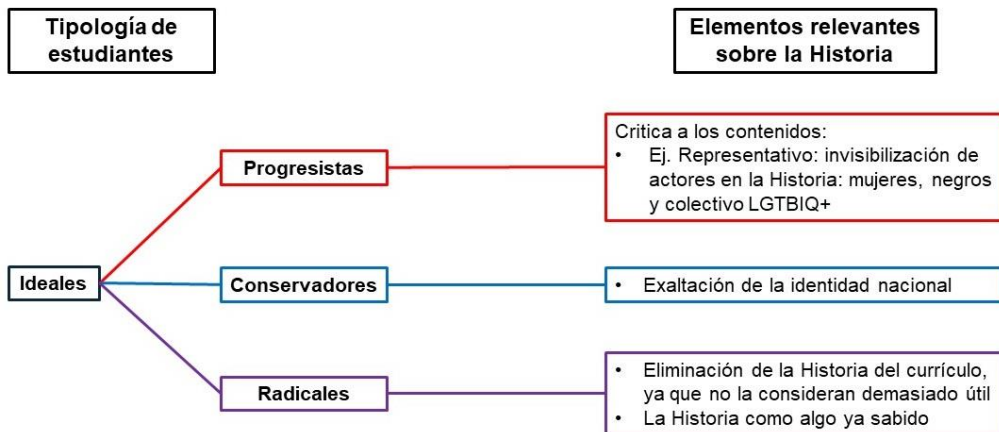 Tipología de
estudiantes
Elementos relevantes
sobre la Historia
Ideales
Progresistas
Critica a los contenidos:
• Ej. Representativo: invisibilización de
actores en la Historia: mujeres, negros
y colectivo LGTBIQ+
Conservadores
• Exaltación de la identidad nacional
Radicales
• Eliminación de la Historia del currículo,
ya que no la consideran demasiado útil
• La Historia como algo ya sabido